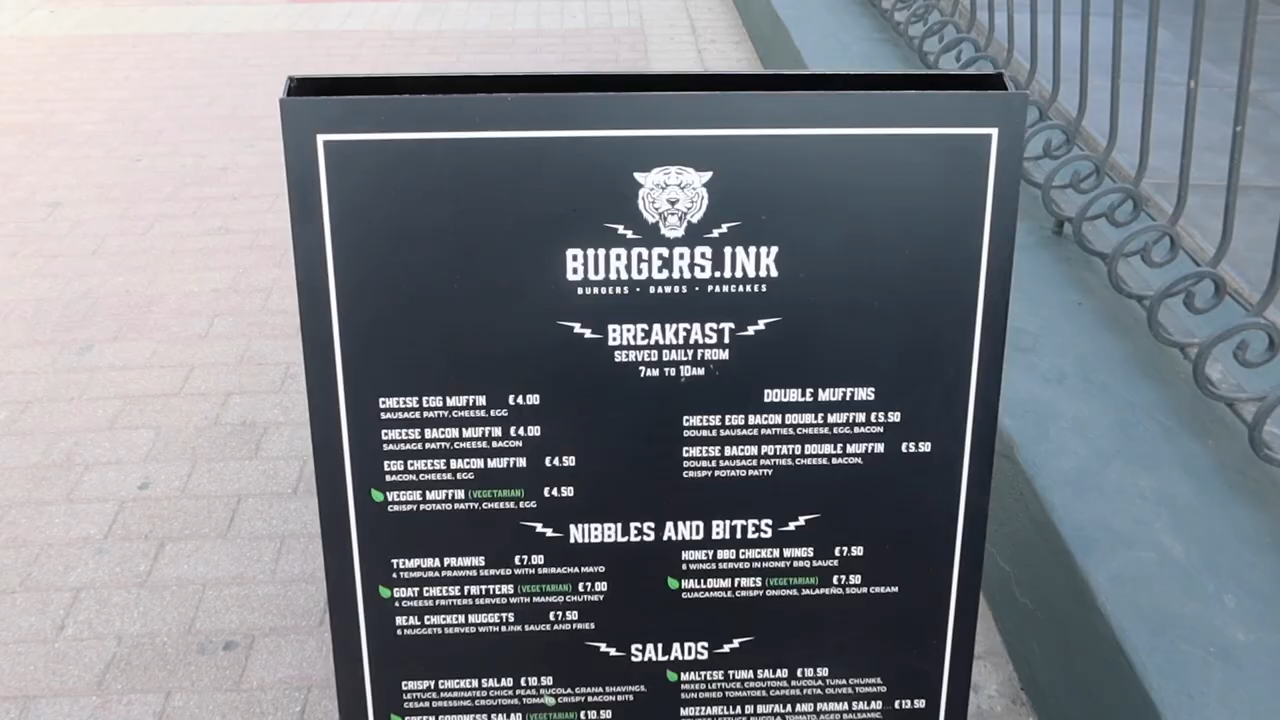 BURGERS.INK
BURGERS • DAWGS • PANCAKES
BREAKFAST
SERVED DAILY FROM
7AM TO 10AM
CHEESE EGG MUFFIN €4.00
SAUSAGE PATTY, CHEESE, EGG
CHEESE BACON MUFFIN €4.00
SAUSAGE PATTY, CHEESE, BACON
EGG CHEESE BACON MUFFIN €4.50
BACON, CHEESE, EGG
VEGGIE MUFFIN (VEGETARIAN) €4.50
CRISPY POTATO PATTY, CHEESE, EGG
DOUBLE MUFFINS
CHEESE EGG BACON DOUBLE MUFFIN €5.50
DOUBLE SAUSAGE PATTIES, CHEESE, EGG, BACON
CHEESE BACON POTATO DOUBLE MUFFIN €5.50
DOUBLE SAUSAGE PATTIES, CHEESE, BACON,
CRISPY POTATO PATTY
NIBBLES AND BITES
TEMPURA PRAWNS €7.00
4 TEMPURA PRAWNS SERVED WITH SRIRACHA MAYO
GOAT CHEESE FRITTERS (VEGETARIAN) €7.00
4 CHEESE FRITTERS SERVED WITH MANGO CHUTNEY
REAL CHICKEN NUGGETS €7.50
6 NUGGETS SERVED WITH B.INK SAUCE AND FRIES
HONEY BBQ CHICKEN WINGS €7.50
6 WINGS SERVED IN HONEY BBQ SAUCE
HALLOUMI FRIES (VEGETARIAN) €7.50
GUACAMOLE, CRISPY ONIONS, JALAPEÑO, SOUR CREAM
SALADS
CRISPY CHICKEN SALAD €10.50
LETTUCE, MARINATED CHICK PEAS, RUCOLA, GRANA SHAVINGS,
CESAR DRESSING, CROUTONS, TOMATO, CRISPY BACON BITS
GREEN GOODNESS SALAD (VEGETARIAN) €10.50
MALTESE TUNA SALAD €10.50
MIXED LETTUCE, CROUTONS, RUCOLA, TUNA CHUNKS,
SUN DRIED TOMATOES, CAPERS, FETA, OLIVES, TOMATO
MOZZARELLA DI BUFALA AND PARMA SALAD... €13.50
LETTUCE, RUCOLA, TOMATO, AGED BALSAMIC,